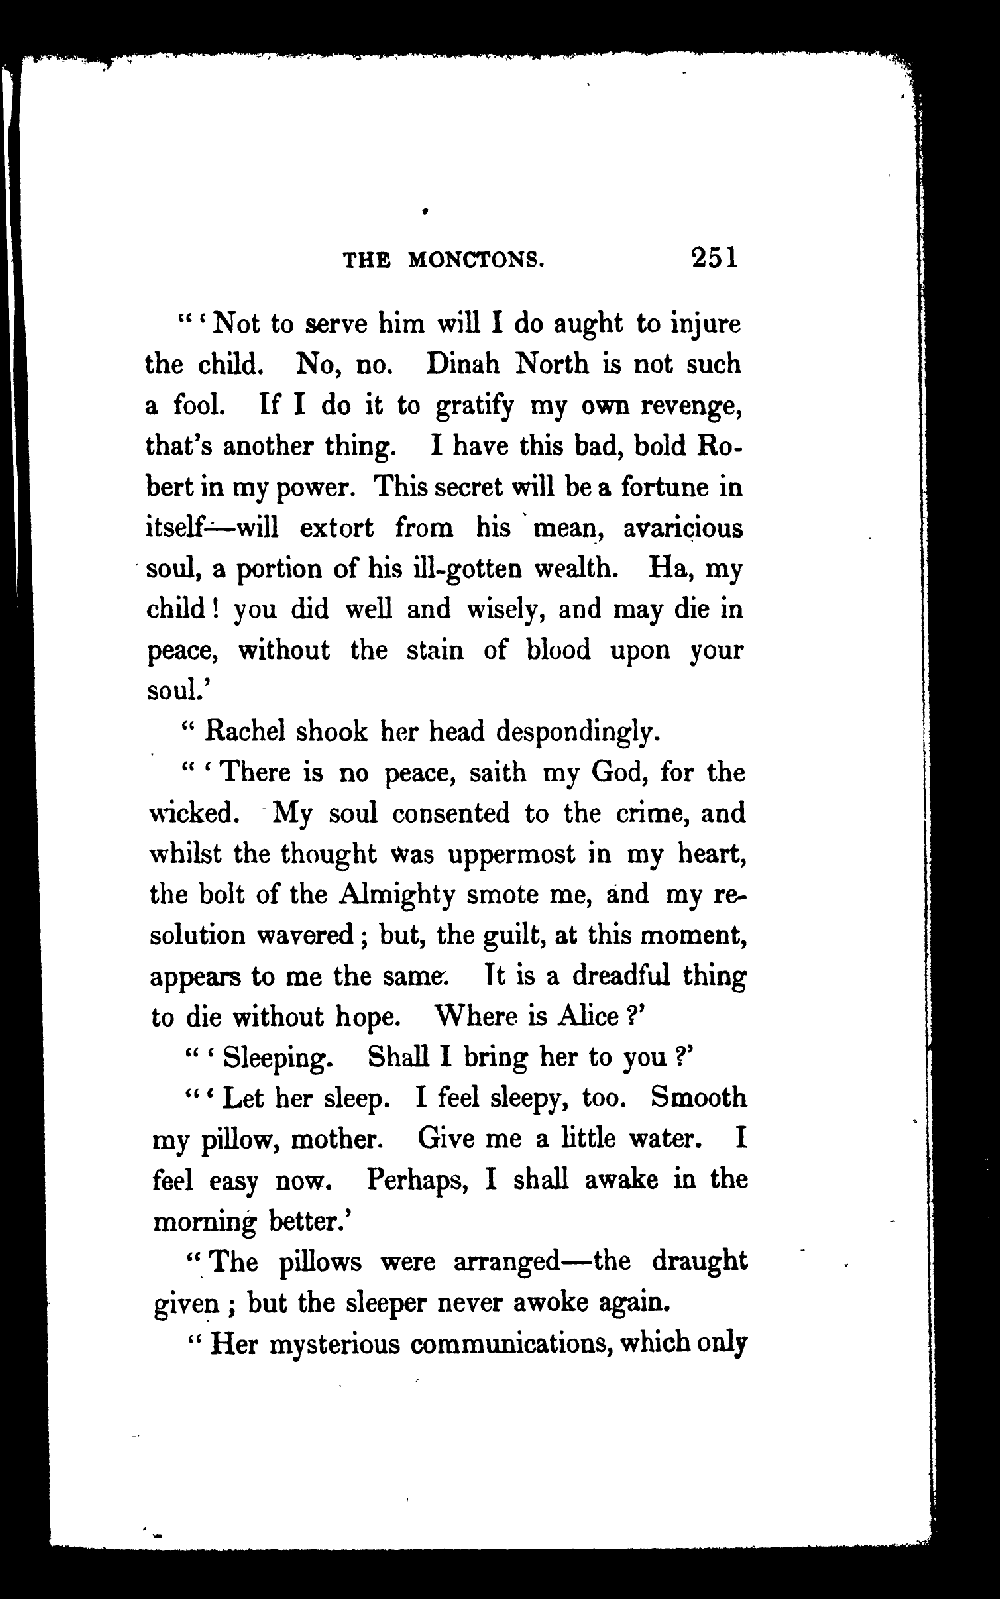 THE MONCTONS. 251
“‘Not to serve him will I do aught to injure
the child. No, no. Dinah North is not such
a fool. If I do it to gratify my own revenge,
that’s another thing. I have this bad, bold Ro-
bert in my power. This secret will be a fortune in
itself—will extort from his mean, avaricious
soul, a portion of his ill-gotten wealth. Ha, my
child! you did well and wisely, and may die in
peace, without the stain of blood upon your
soul.’
“Rachel shook her head despondingly.
“‘There is no peace, saith my God, for the
wicked. My soul consented to the crime, and
whilst the thought was uppermost in my heart,
the bolt of the Almighty smote me, and my re-
solution wavered; but, the guilt, at this moment,
appears to me the same. It is a dreadful thing
to die without hope. Where is Alice?’
“‘Sleeping. Shall I bring her to you?’
“‘Let her sleep. I feel sleepy, too. Smooth
my pillow, mother. Give me a little water. I
feel easy now. Perhaps, I shall awake in the
morning better.’
“The pillows were arranged—the draught
given; but the sleeper never awoke again.
“Her mysterious communications, which only